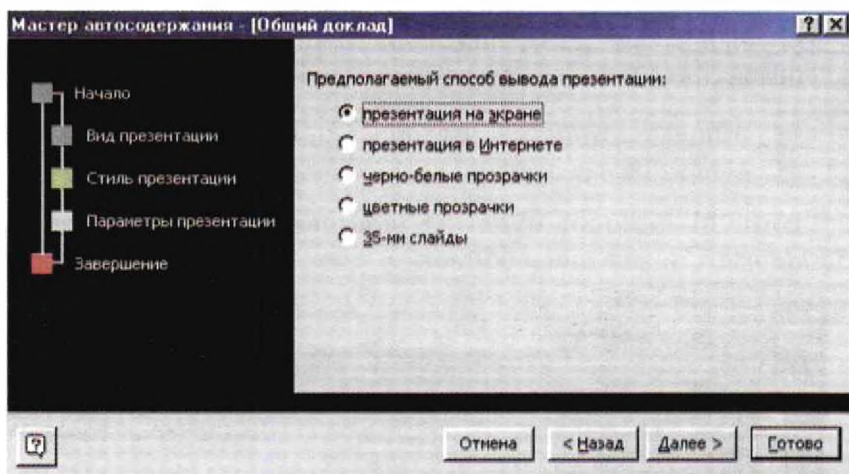 Мастер автосодержания - [Общий доклад]
Начало
Вид презентации
Стиль презентации
Параметры презентации
Завершение
Предполагаемый способ вывода презентации:
презентация на экране
презентация в Интернете
черно-белые прозрачки
цветные прозрачки
35-мм слайды
Отмена
< Назад
Далее >
Готово